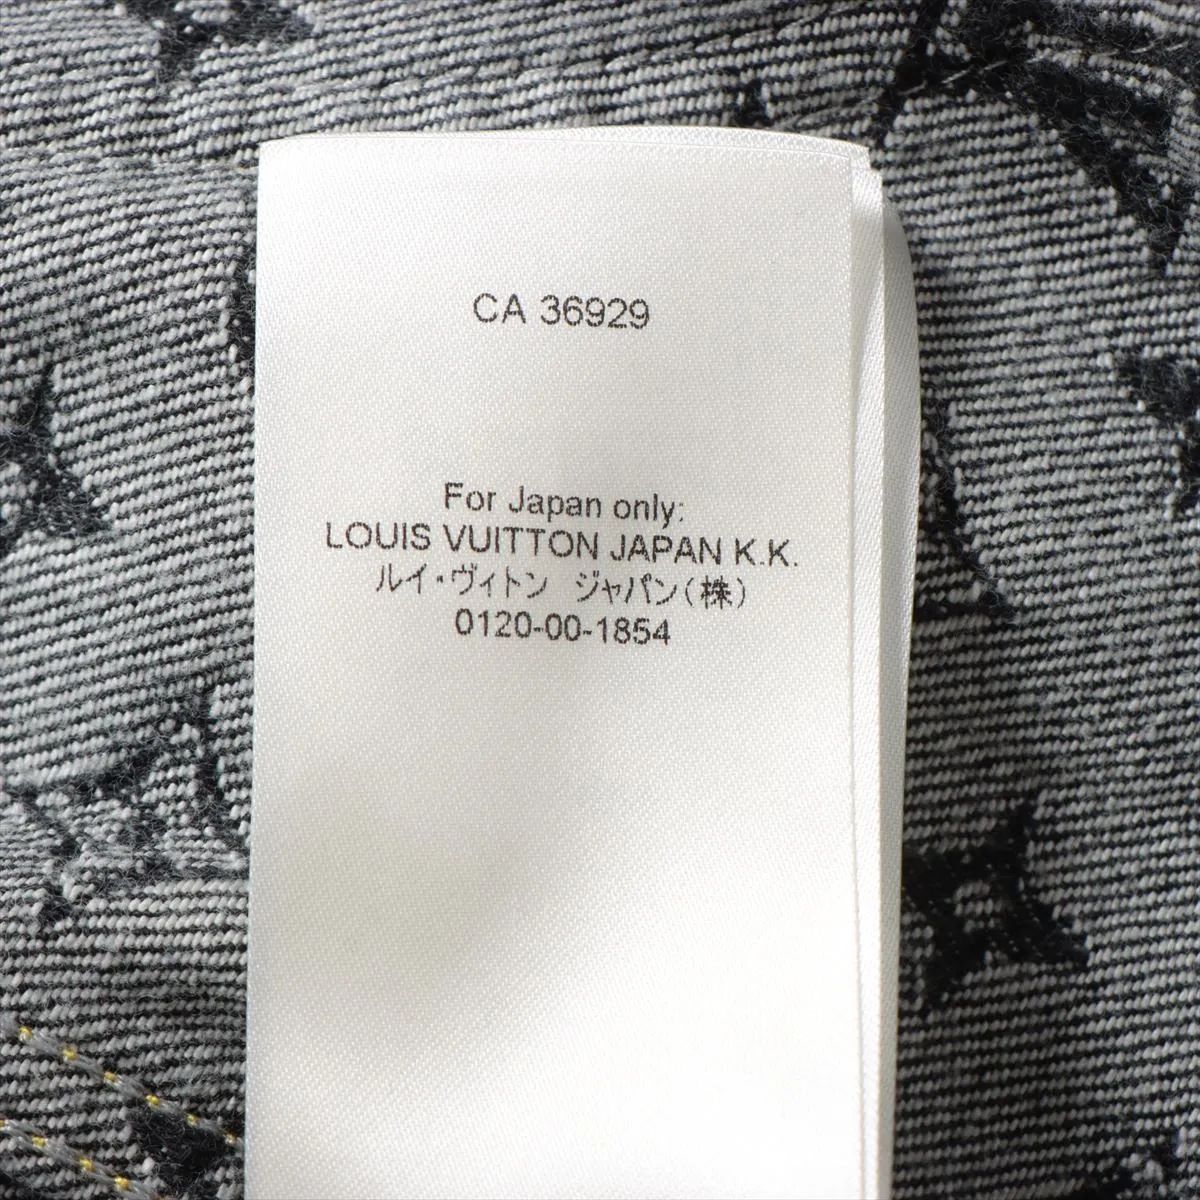 CA 36929
For Japan only:
LOUIS VUITTON JAPAN K.K.
ルイ・ヴィトン ジャパン(株)
0120-00-1854